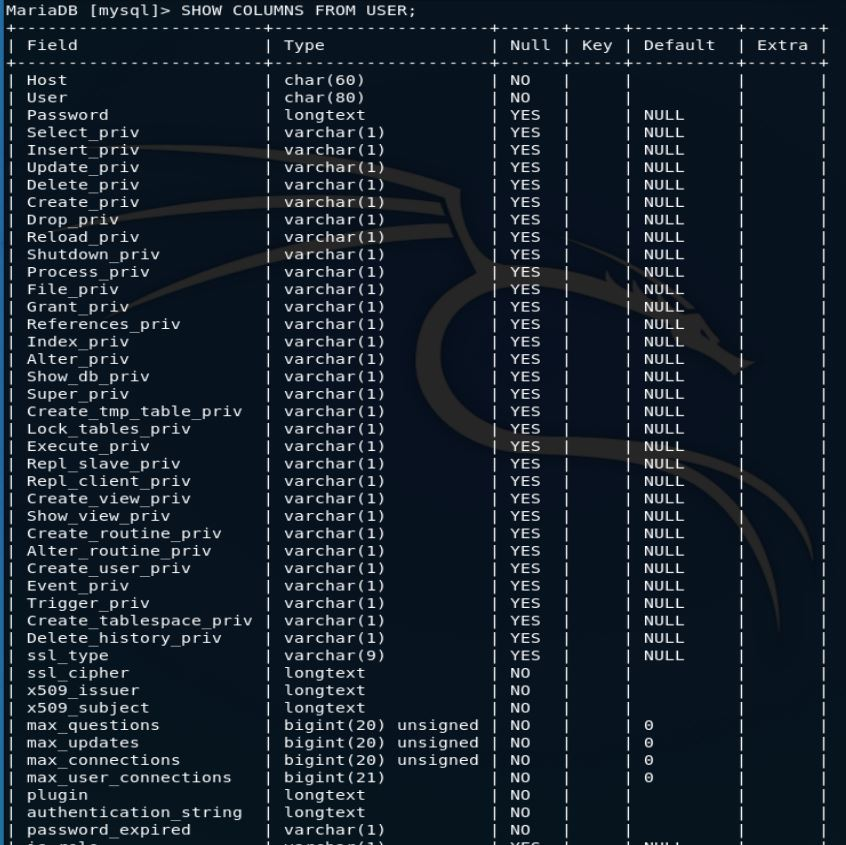 MariaDB [mysql]> SHOW COLUMNS FROM USER;
+------------------------+---------------------+------+-----+----------+-------+
| Field                  | Type                | Null | Key | Default  | Extra |
+------------------------+---------------------+------+-----+----------+-------+
| Host                   | char(60)            | NO   |     |          |       |
| User                   | char(80)            | NO   |     |          |       |
| Password               | longtext            | YES  |     | NULL     |       |
| Select_priv            | varchar(1)          | YES  |     | NULL     |       |
| Insert_priv            | varchar(1)          | YES  |     | NULL     |       |
| Update_priv            | varchar(1)          | YES  |     | NULL     |       |
| Delete_priv            | varchar(1)          | YES  |     | NULL     |       |
| Create_priv            | varchar(1)          | YES  |     | NULL     |       |
| Drop_priv              | varchar(1)          | YES  |     | NULL     |       |
| Reload_priv            | varchar(1)          | YES  |     | NULL     |       |
| Shutdown_priv          | varchar(1)          | YES  |     | NULL     |       |
| Process_priv           | varchar(1)          | YES  |     | NULL     |       |
| File_priv              | varchar(1)          | YES  |     | NULL     |       |
| Grant_priv             | varchar(1)          | YES  |     | NULL     |       |
| References_priv        | varchar(1)          | YES  |     | NULL     |       |
| Index_priv             | varchar(1)          | YES  |     | NULL     |       |
| Alter_priv             | varchar(1)          | YES  |     | NULL     |       |
| Show_db_priv           | varchar(1)          | YES  |     | NULL     |       |
| Super_priv             | varchar(1)          | YES  |     | NULL     |       |
| Create_tmp_table_priv  | varchar(1)          | YES  |     | NULL     |       |
| Lock_tables_priv       | varchar(1)          | YES  |     | NULL     |       |
| Execute_priv           | varchar(1)          | YES  |     | NULL     |       |
| Repl_slave_priv        | varchar(1)          | YES  |     | NULL     |       |
| Repl_client_priv       | varchar(1)          | YES  |     | NULL     |       |
| Create_view_priv       | varchar(1)          | YES  |     | NULL     |       |
| Show_view_priv         | varchar(1)          | YES  |     | NULL     |       |
| Create_routine_priv    | varchar(1)          | YES  |     | NULL     |       |
| Alter_routine_priv     | varchar(1)          | YES  |     | NULL     |       |
| Create_user_priv       | varchar(1)          | YES  |     | NULL     |       |
| Event_priv             | varchar(1)          | YES  |     | NULL     |       |
| Trigger_priv           | varchar(1)          | YES  |     | NULL     |       |
| Create_tablespace_priv | varchar(1)          | YES  |     | NULL     |       |
| Delete_history_priv    | varchar(1)          | YES  |     | NULL     |       |
| ssl_type               | varchar(9)          | YES  |     | NULL     |       |
| ssl_cipher             | longtext            | NO   |     |          |       |
| x509_issuer            | longtext            | NO   |     |          |       |
| x509_subject           | longtext            | NO   |     |          |       |
| max_questions          | bigint(20) unsigned | NO   |     | 0        |       |
| max_updates            | bigint(20) unsigned | NO   |     | 0        |       |
| max_connections        | bigint(20) unsigned | NO   |     | 0        |       |
| max_user_connections   | bigint(21)          | NO   |     | 0        |       |
| plugin                 | longtext            | NO   |     |          |       |
| authentication_string  | longtext            | NO   |     |          |       |
| password_expired       | varchar(1)          | NO   |     |          |       |